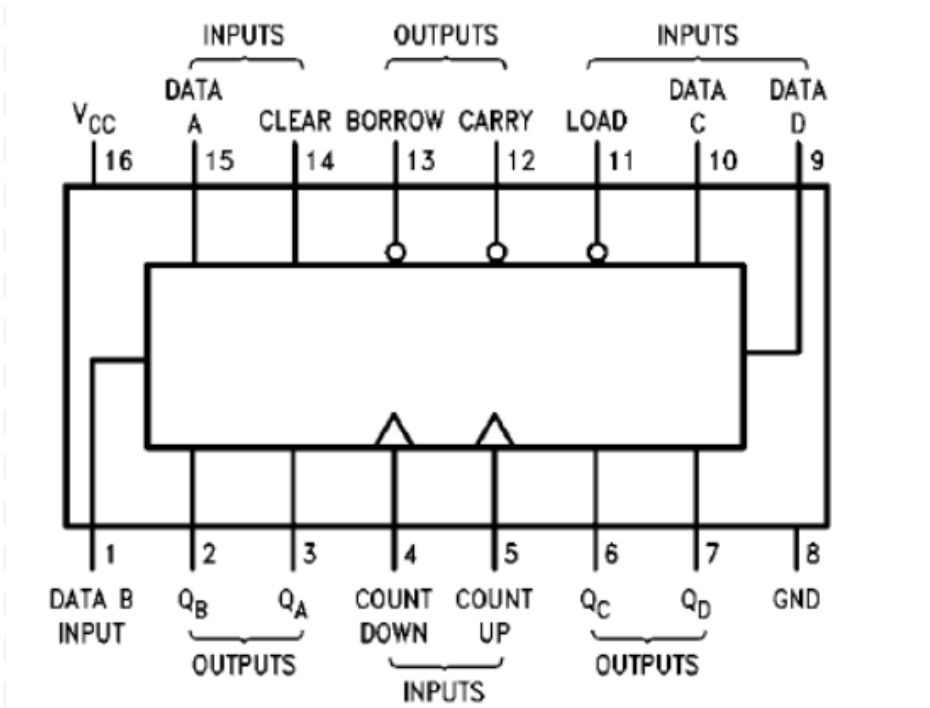 INPUTS OUTPUTS INPUTS
DATA DATA DATA
VCC A CLEAR BORROW CARRY LOAD C D
16 15 14 13 12 11 10 9
1 2 3 4 5 6 7 8
DATA B QB QA COUNT COUNT QC QD GND
INPUT DOWN UP
OUTPUTS OUTPUTS
INPUTS